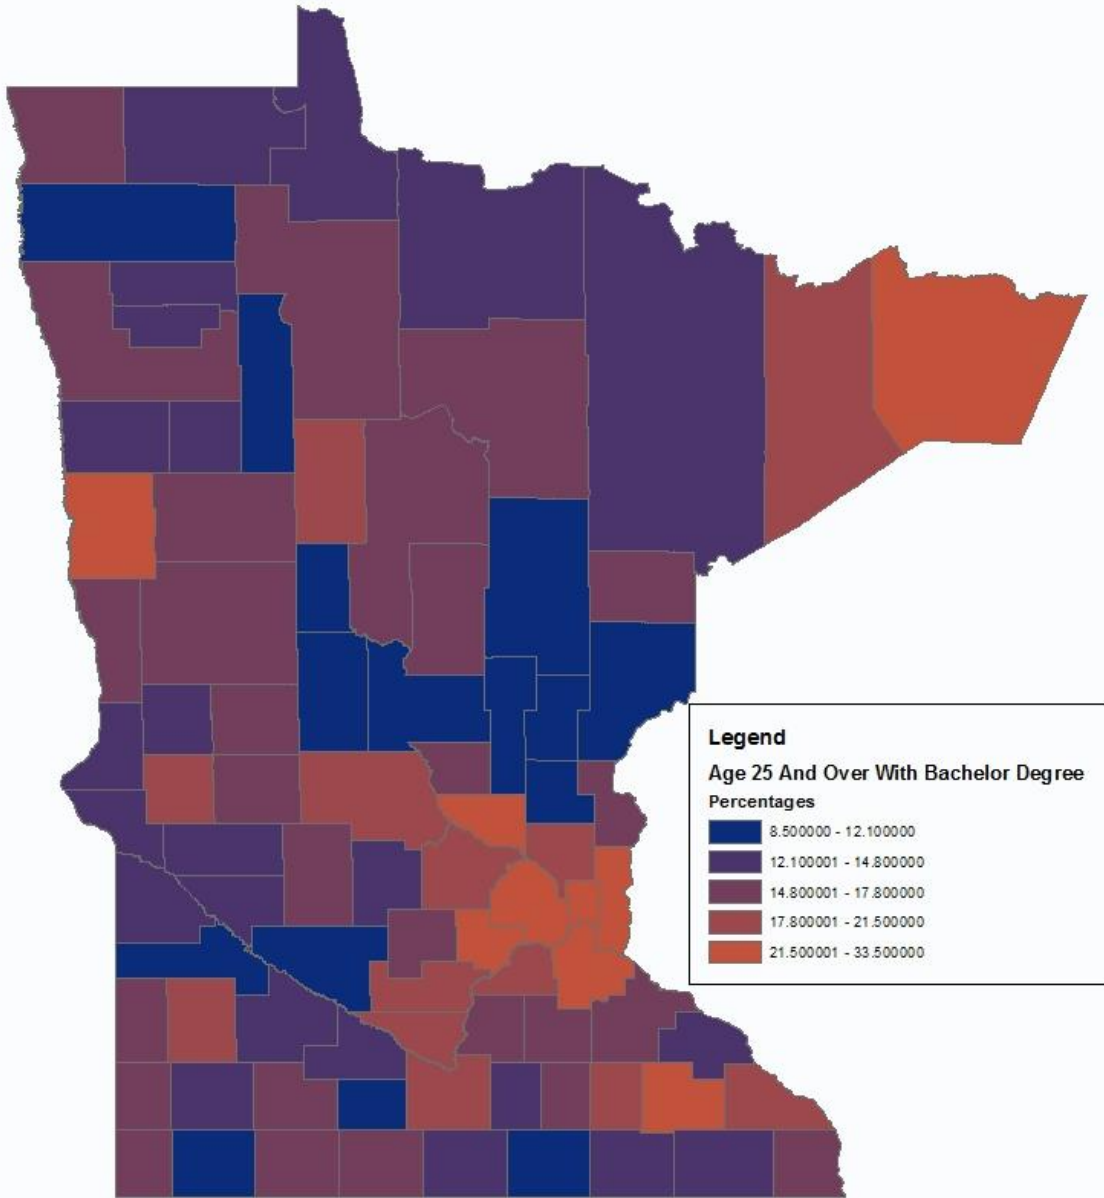 Legend
Age 25 And Over With Bachelor Degree
Percentages
8.500000 - 12.100000
12.100001 - 14.800000
14.800001 - 17.800000
17.800001 - 21.500000
21.500001 - 33.500000